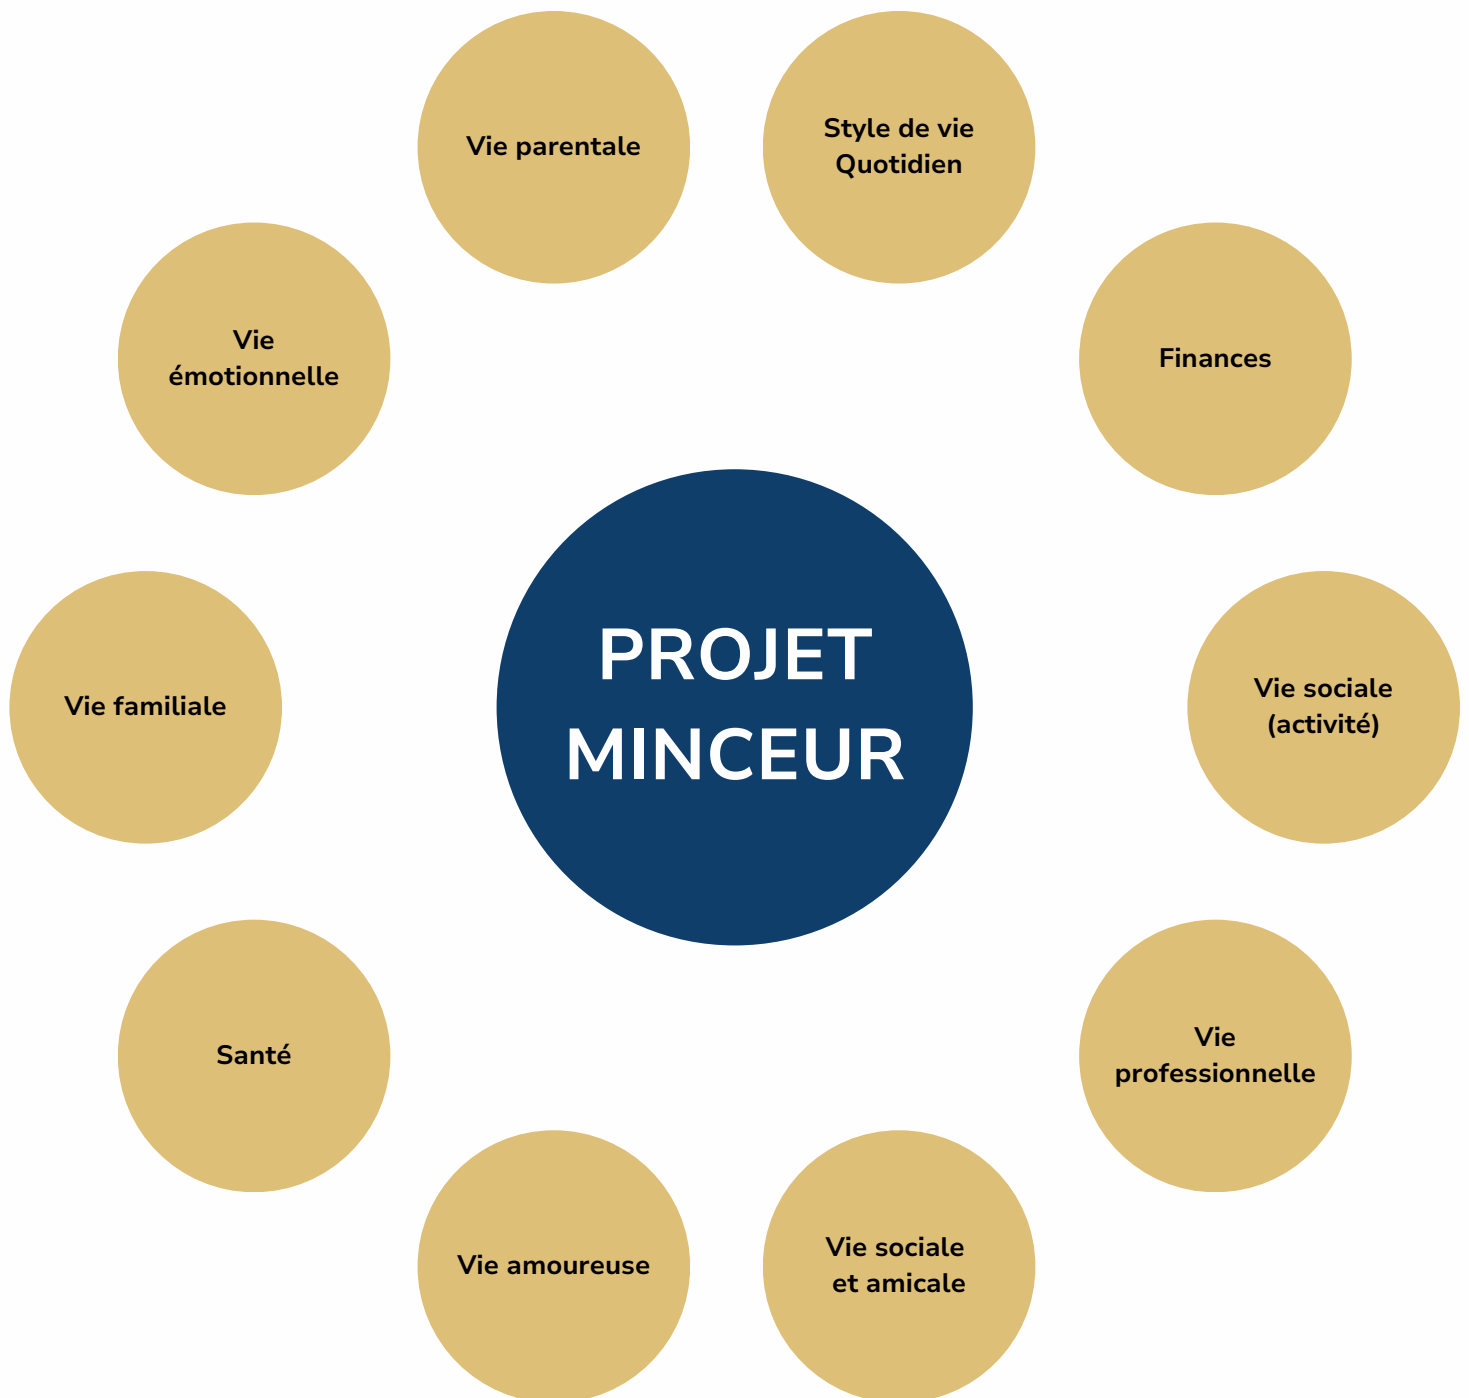 Vie parentale
Style de vie
Quotidien
Vie
émotionnelle
Finances
PROJET
MINCEUR
Vie familiale
Vie sociale
(activité)
Santé
Vie
professionnelle
Vie amoureuse
Vie sociale
et amicale